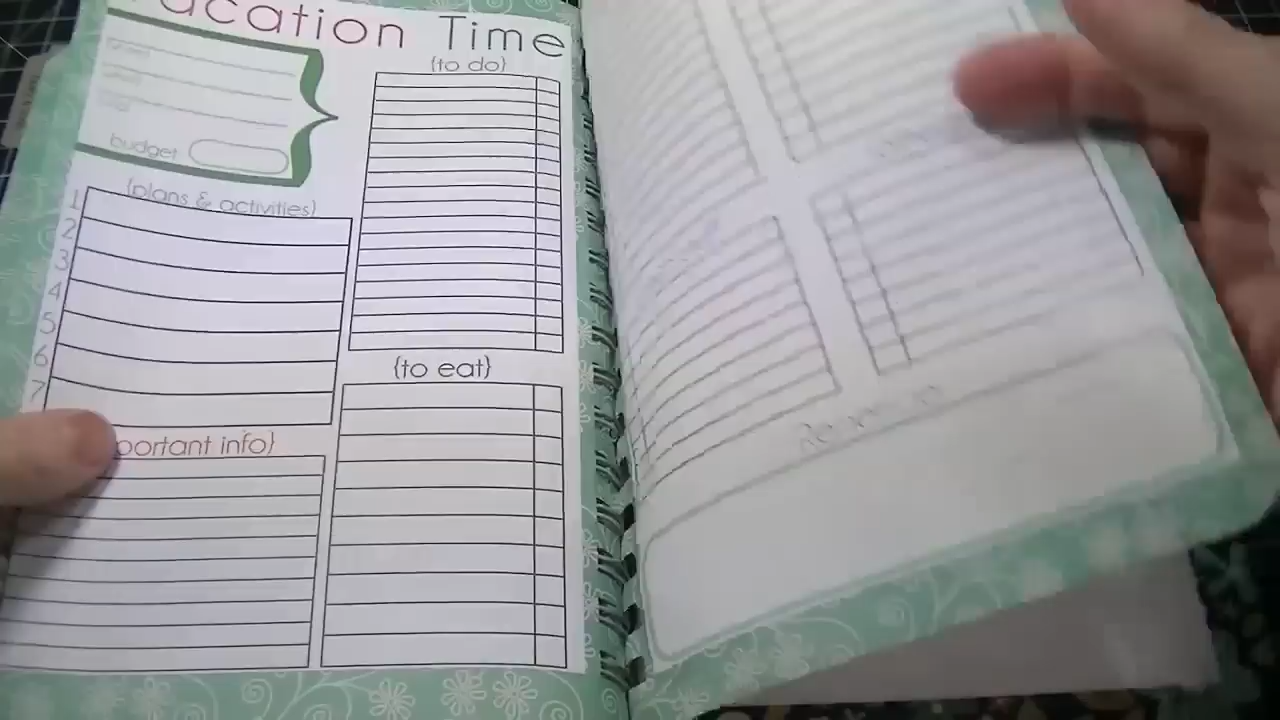 acation Time
{to do}
budget
{plans & activities}
1
2
3
4
5
6
7
{to eat}
portant info}